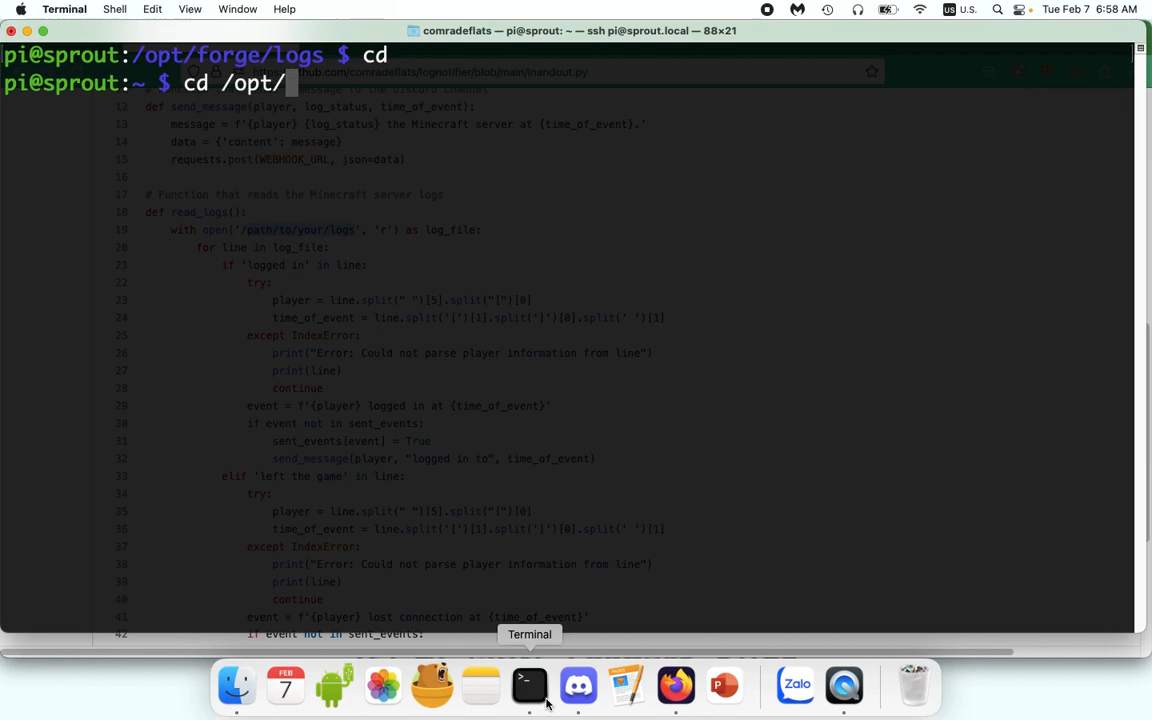 Terminal Shell Edit View Window Help US U.S. Tue Feb 7 6:58 AM
comradeflats — pi@sprout: ~ — ssh pi@sprout.local — 88×21
pi@sprout:/opt/forge/logs $ cd
pi@sprout:~ $ cd /opt/
github.com/comradeflats/lognotifier/blob/main/inandout.py
12 def send_message(player, log_status, time_of_event):
13 message = f'{player} {log_status} the Minecraft server at {time_of_event}.'
14 data = {'content': message}
15 requests.post(WEBHOOK_URL, json=data)
16
17 # Function that reads the Minecraft server logs
18 def read_logs():
19 with open('/path/to/your/logs', 'r') as log_file:
20 for line in log_file:
21 if 'logged in' in line:
22 try:
23 player = line.split(" ")[5].split("[")[0]
24 time_of_event = line.split('[')[1].split(']')[0].split(' ')[1]
25 except IndexError:
26 print("Error: Could not parse player information from line")
27 print(line)
28 continue
29 event = f'{player} logged in at {time_of_event}'
30 if event not in sent_events:
31 sent_events[event] = True
32 send_message(player, "logged in to", time_of_event)
33 elif 'left the game' in line:
34 try:
35 player = line.split(" ")[5].split("[")[0]
36 time_of_event = line.split('[')[1].split(']')[0].split(' ')[1]
37 except IndexError:
38 print("Error: Could not parse player information from line")
39 print(line)
40 continue
41 event = f'{player} lost connection at {time_of_event}'
42 if event not in sent_events:
Terminal
FEB
7
Zalo